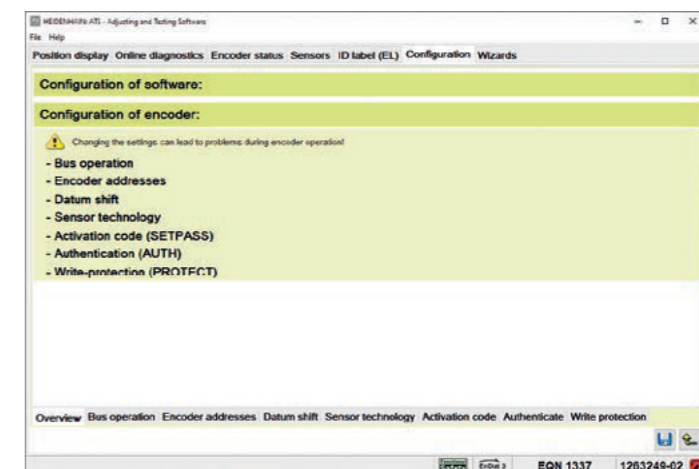 HEIDENHAIN ATS - Adjusting and Testing Software
File Help
Position display Online diagnostics Encoder status Sensors ID label (EL) Configuration Wizards
Configuration of software:
Configuration of encoder:
Changing the settings can lead to problems during encoder operation!
- Bus operation
- Encoder addresses
- Datum shift
- Sensor technology
- Activation code (SETPASS)
- Authentication (AUTH)
- Write-protection (PROTECT)
Overview Bus operation Encoder addresses Datum shift Sensor technology Activation code Authenticate Write protection
EnDat 3 EQN 1337 1263249-02